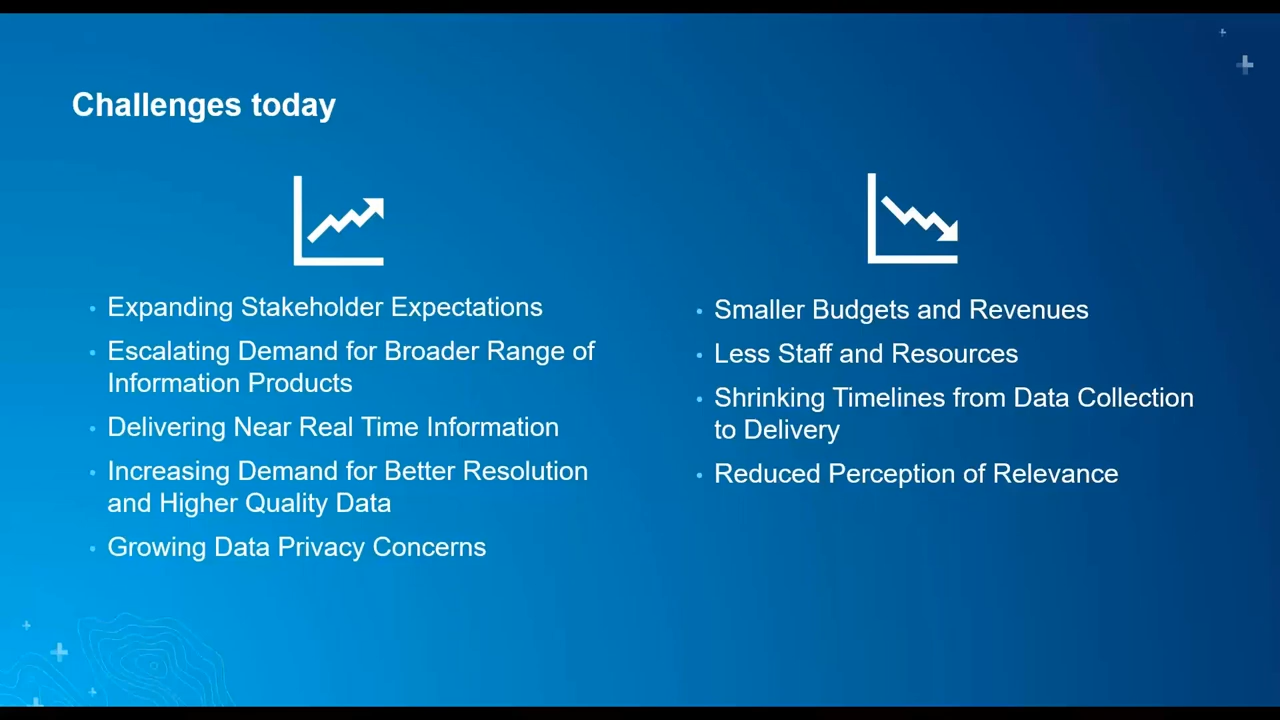 Challenges today
Expanding Stakeholder Expectations
Escalating Demand for Broader Range of
Information Products
Delivering Near Real Time Information
Increasing Demand for Better Resolution
and Higher Quality Data
Growing Data Privacy Concerns
Smaller Budgets and Revenues
Less Staff and Resources
Shrinking Timelines from Data Collection
to Delivery
Reduced Perception of Relevance